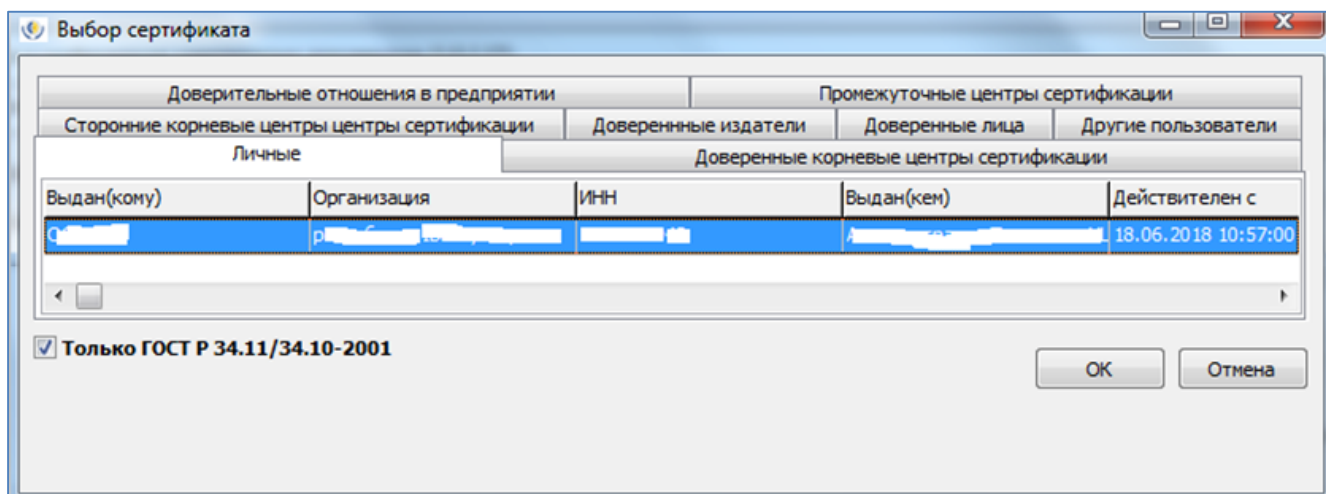 Выбор сертификата
Доверительные отношения в предприятии Промежуточные центры сертификации
Сторонние корневые центры центры сертификации Довереннные издатели Доверенные лица Другие пользователи
Личные Доверенные корневые центры сертификации
Выдан(кому) Организация ИНН Выдан(кем) Действителен с
18.06.2018 10:57:00
Только ГОСТ Р 34.11/34.10-2001
OK Отмена